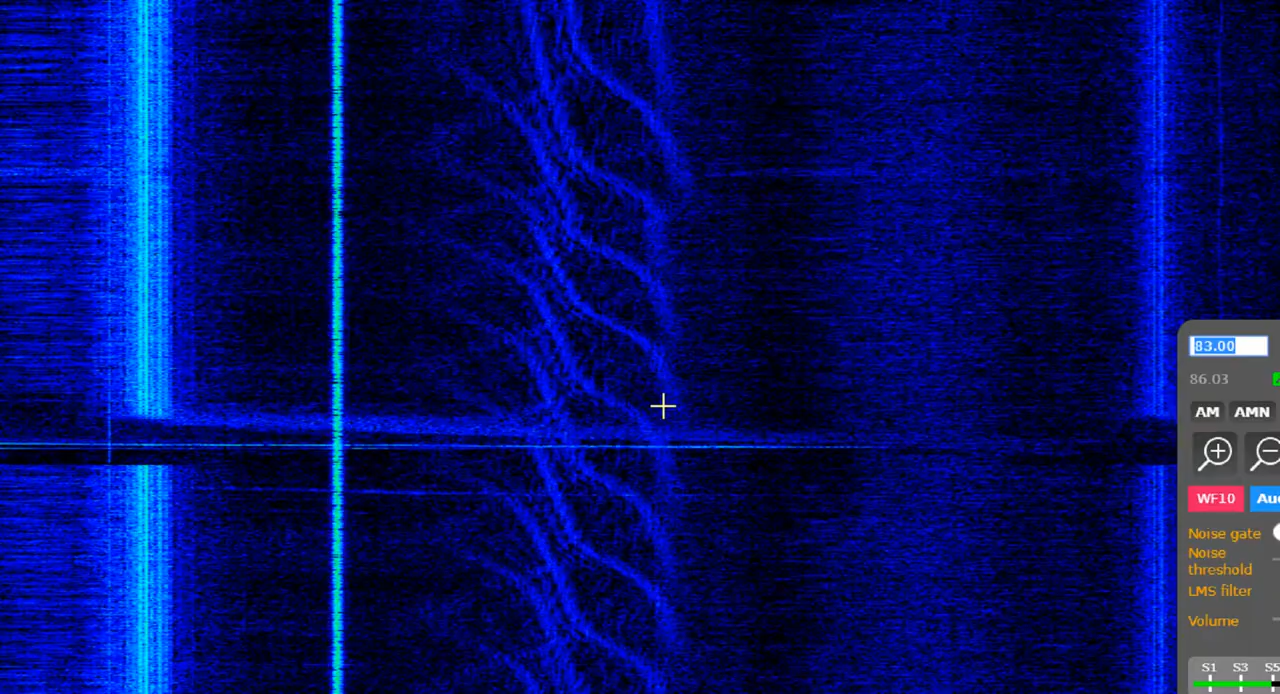 83.00
86.03
AM AMN
WF10
Noise gate
Noise
threshold
LMS filter
Volume
S1 S3